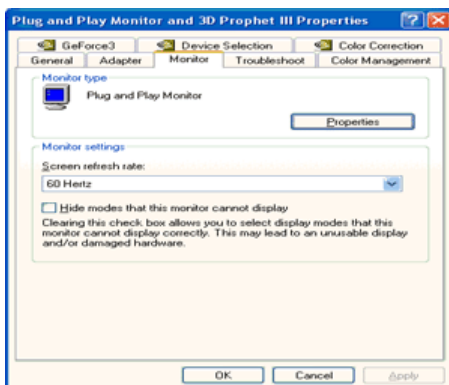 Plug and Play Monitor and 3D Prophet III Properties
GeForce3 Device Selection Color Correction
General Adapter Monitor Troubleshoot Color Management
Monitor type
Plug and Play Monitor
Properties
Monitor settings
Screen refresh rate:
60 Hertz
Hide modes that this monitor cannot display
Clearing this check box allows you to select display modes that this
monitor cannot display correctly. This may lead to an unusable display
and/or damaged hardware.
OK Cancel Apply